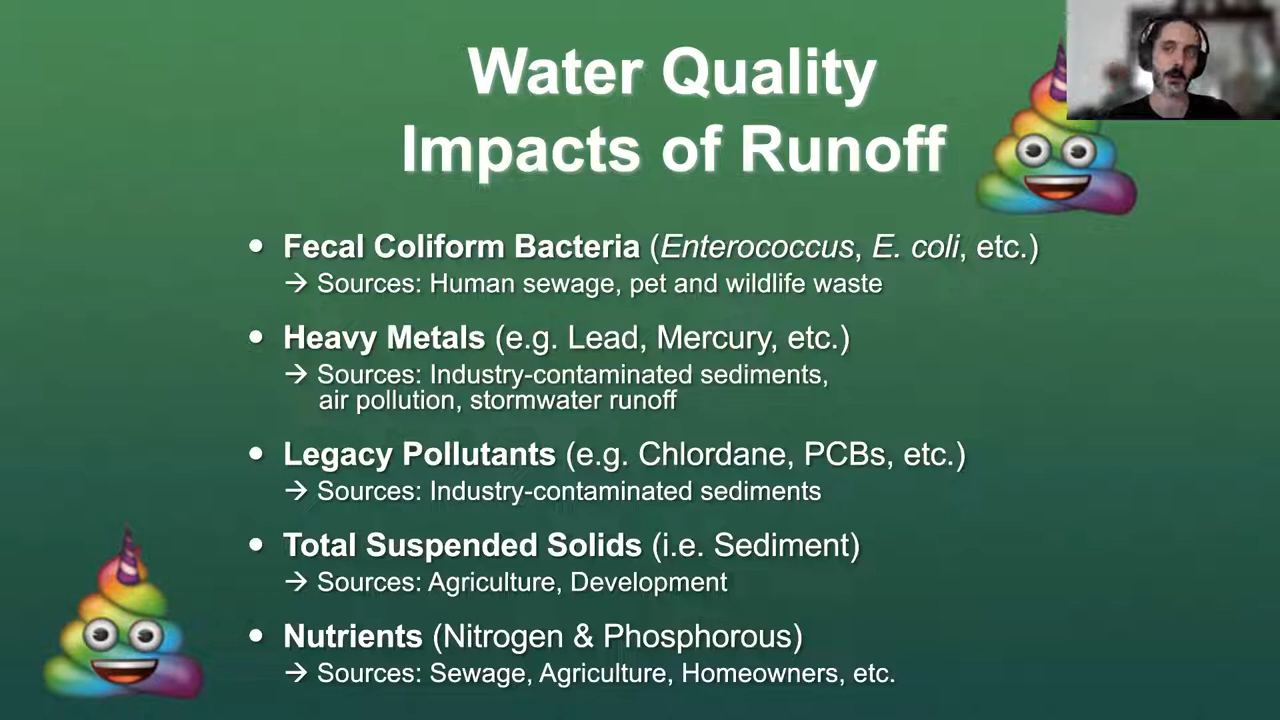 Water Quality
Impacts of Runoff
• Fecal Coliform Bacteria (Enterococcus, E. coli, etc.)
→ Sources: Human sewage, pet and wildlife waste
• Heavy Metals (e.g. Lead, Mercury, etc.)
→ Sources: Industry-contaminated sediments,
air pollution, stormwater runoff
• Legacy Pollutants (e.g. Chlordane, PCBs, etc.)
→ Sources: Industry-contaminated sediments
• Total Suspended Solids (i.e. Sediment)
→ Sources: Agriculture, Development
• Nutrients (Nitrogen & Phosphorous)
→ Sources: Sewage, Agriculture, Homeowners, etc.